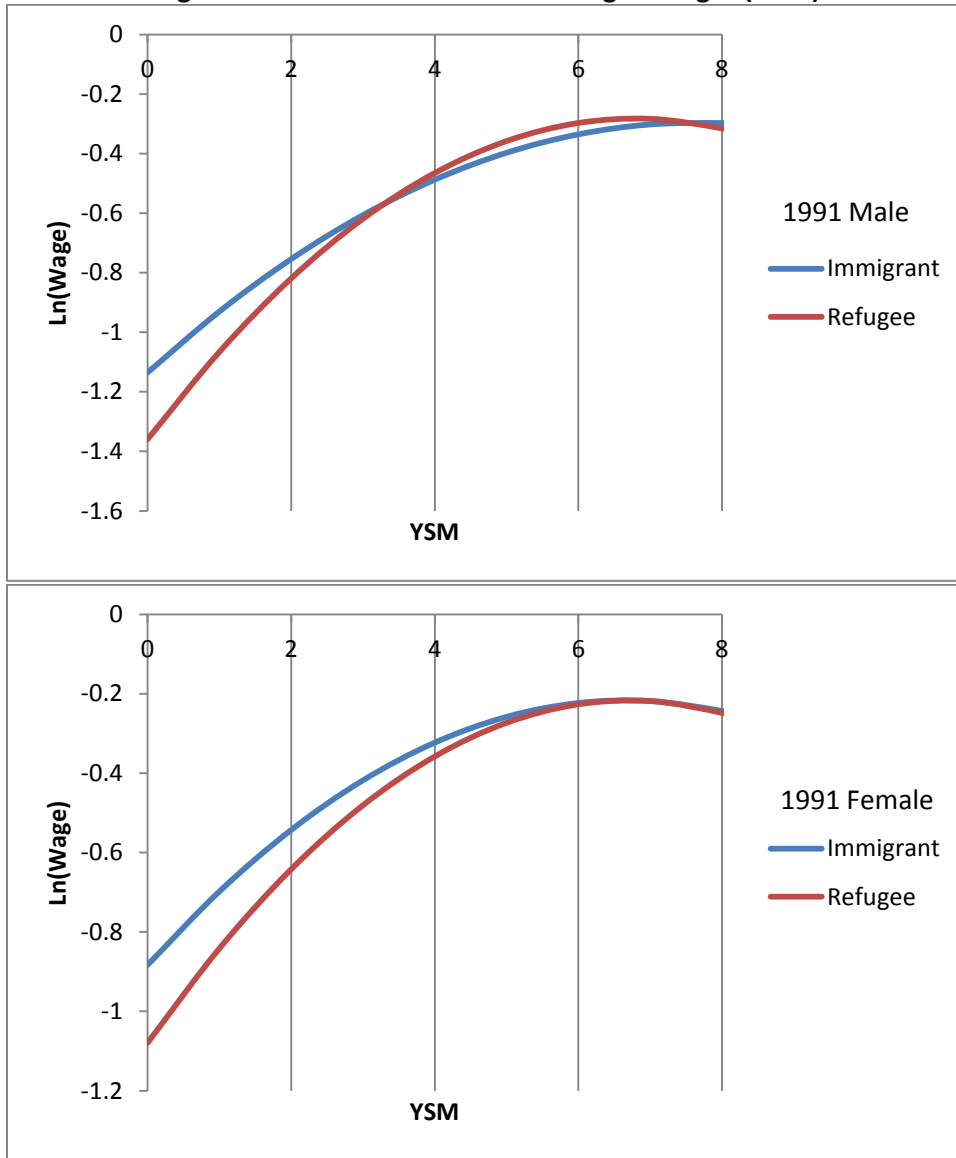 0
0 2 4 6 8
-0.2
-0.4
-0.6
-0.8
-1
-1.2
-1.4
-1.6
Ln(Wage)
YSM
1991 Male
Immigrant
Refugee
0
0 2 4 6 8
-0.2
-0.4
-0.6
-0.8
-1
-1.2
Ln(Wage)
YSM
1991 Female
Immigrant
Refugee